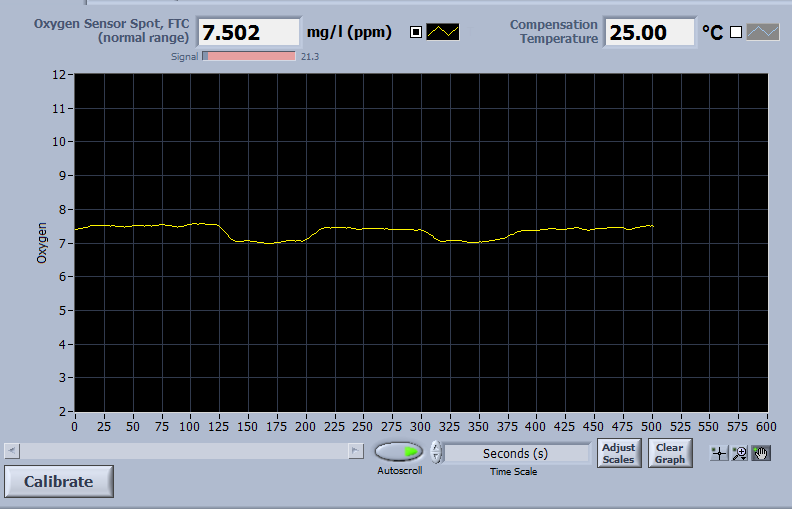 Oxygen Sensor Spot, FTC
(normal range)
7.502
mg/l (ppm)
Compensation
Temperature
25.00
°C
Signal
21.3
Oxygen
12
11
10
9
8
7
6
5
4
3
2
0 25 50 75 100 125 150 175 200 225 250 275 300 325 350 375 400 425 450 475 500 525 550 575 600
Autoscroll
Seconds (s)
Time Scale
Adjust
Scales
Clear
Graph
Calibrate